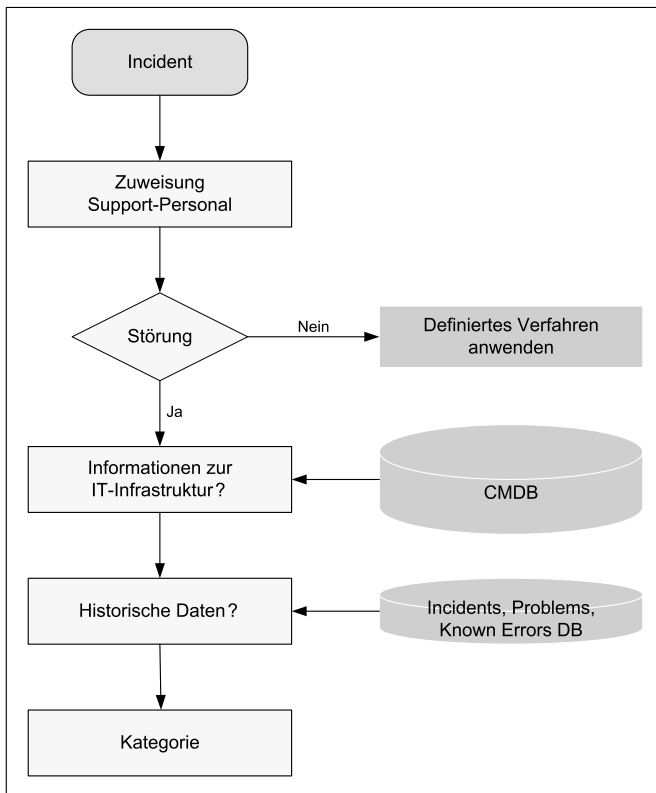 Incident
Zuweisung
Support-Personal
Störung
Nein
Definiertes Verfahren
anwenden
Ja
Informationen zur
IT-Infrastruktur?
CMDB
Historische Daten?
Incidents, Problems,
Known Errors DB
Kategorie